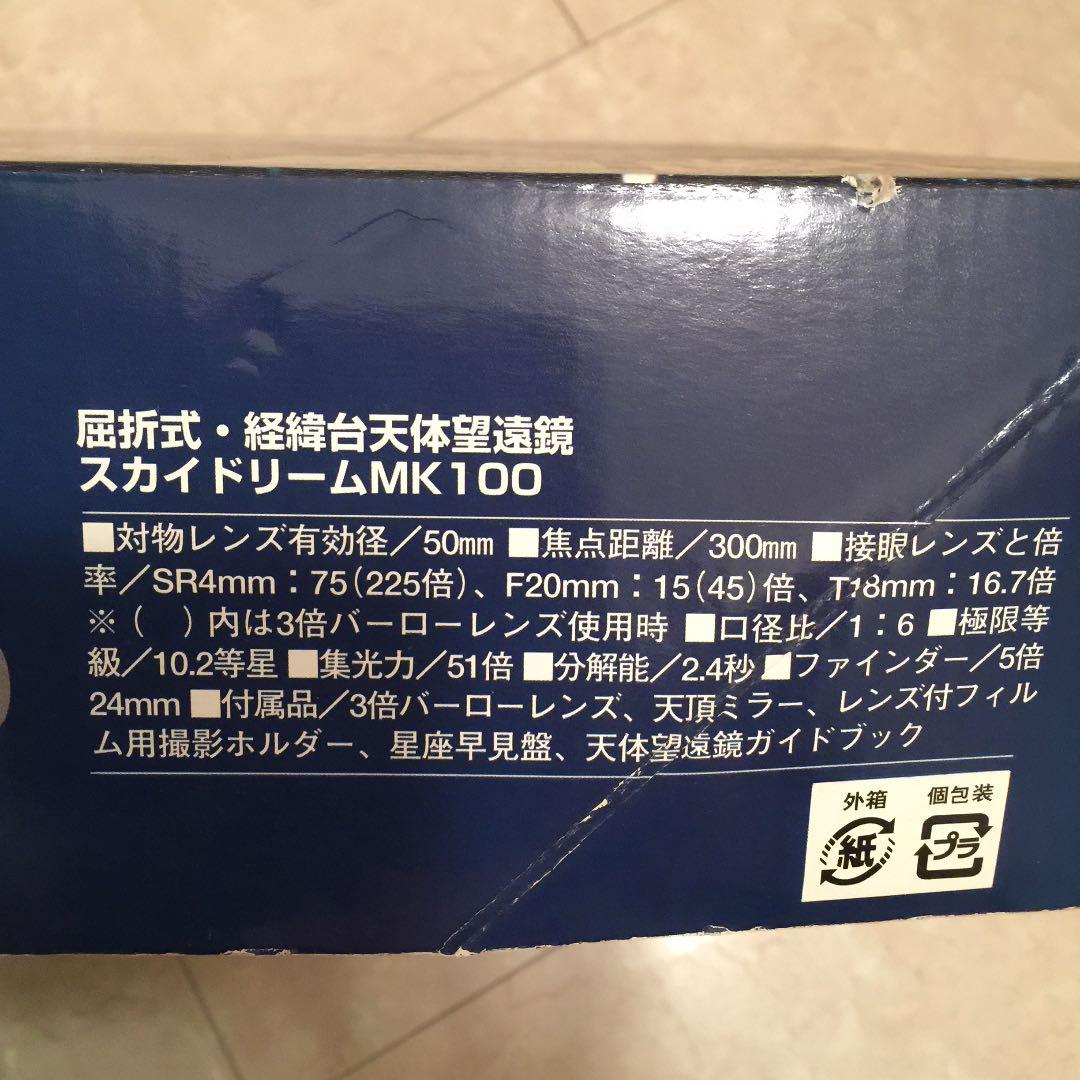 屈折式・経緯台天体望遠鏡
スカイドリームMK100
■対物レンズ有効径／50mm ■焦点距離／300mm ■接眼レンズと倍
率／SR4mm：75（225倍）、F20mm：15（45）倍、T18mm：16.7倍
※（　）内は3倍バーローレンズ使用時 ■口径比／1：6 ■極限等
級／10.2等星 ■集光力／51倍 ■分解能／2.4秒 ■ファインダー／5倍
24mm ■付属品／3倍バーローレンズ、天頂ミラー、レンズ付フィル
ム用撮影ホルダー、星座早見盤、天体望遠鏡ガイドブック
外箱 個包装
紙 プラ